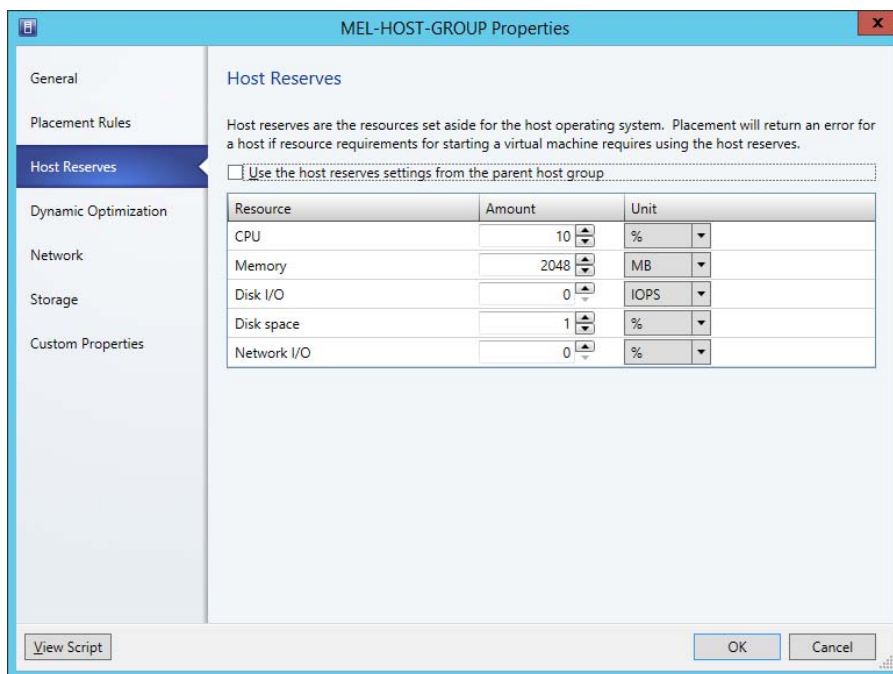 MEL-HOST-GROUP Properties
x
General
Placement Rules
Host Reserves
Dynamic Optimization
Network
Storage
Custom Properties
Host Reserves
Host reserves are the resources set aside for the host operating system. Placement will return an error for
a host if resource requirements for starting a virtual machine requires using the host reserves.
Use the host reserves settings from the parent host group
Resource Amount Unit
CPU 10 %
Memory 2048 MB
Disk I/O 0 IOPS
Disk space 1 %
Network I/O 0 %
View Script OK Cancel